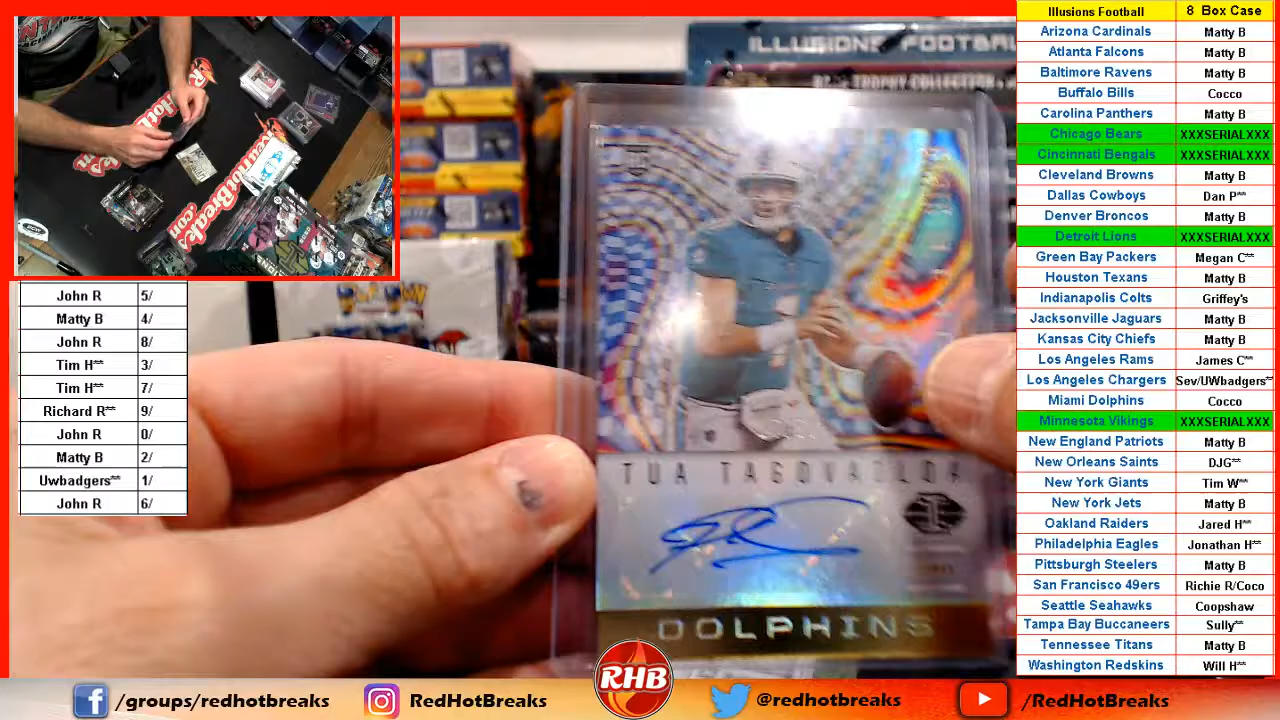 Illusions Football 8 Box Case
Arizona Cardinals Matty B
Atlanta Falcons Matty B
Baltimore Ravens Matty B
Buffalo Bills Cocco
Carolina Panthers Matty B
Chicago Bears XXXSERIALXXX
Cincinnati Bengals XXXSERIALXXX
Cleveland Browns Matty B
Dallas Cowboys Dan P**
Denver Broncos Matty B
Detroit Lions XXXSERIALXXX
Green Bay Packers Megan C**
Houston Texans Matty B
Indianapolis Colts Griffey's
Jacksonville Jaguars Matty B
Kansas City Chiefs Matty B
Los Angeles Rams James C**
Los Angeles Chargers Sev/UWbadgers**
Miami Dolphins Cocco
Minnesota Vikings XXXSERIALXXX
New England Patriots Matty B
New Orleans Saints DJG**
New York Giants Tim W**
New York Jets Matty B
Oakland Raiders Jared H**
Philadelphia Eagles Jonathan H**
Pittsburgh Steelers Matty B
San Francisco 49ers Richie R/Coco
Seattle Seahawks Coopshaw
Tampa Bay Buccaneers Sully**
Tennessee Titans Matty B
Washington Redskins Will H**
John R 5/
Matty B 4/
John R 8/
Tim H** 3/
Tim H** 7/
Richard R** 9/
John R 0/
Matty B 2/
Uwbadgers** 1/
John R 6/
ILLUSIONS FOOTBALL
TROPHY COLLECTION
TUA TAGOVAILOA
DOLPHINS
RedHotBreaks.com
RHB
/groups/redhotbreaks
RedHotBreaks
@redhotbreaks
/RedHotBreaks